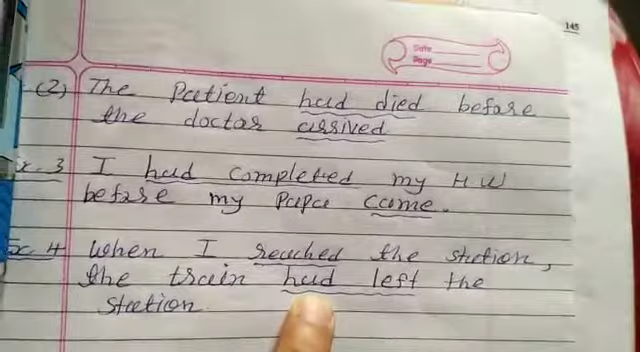 145
Date
Page
(2) The Patient had died before
the doctor arrived
x-3 I had completed my H W
before my Papa came.
Ex 4 When I reached the station,
the train had left the
station